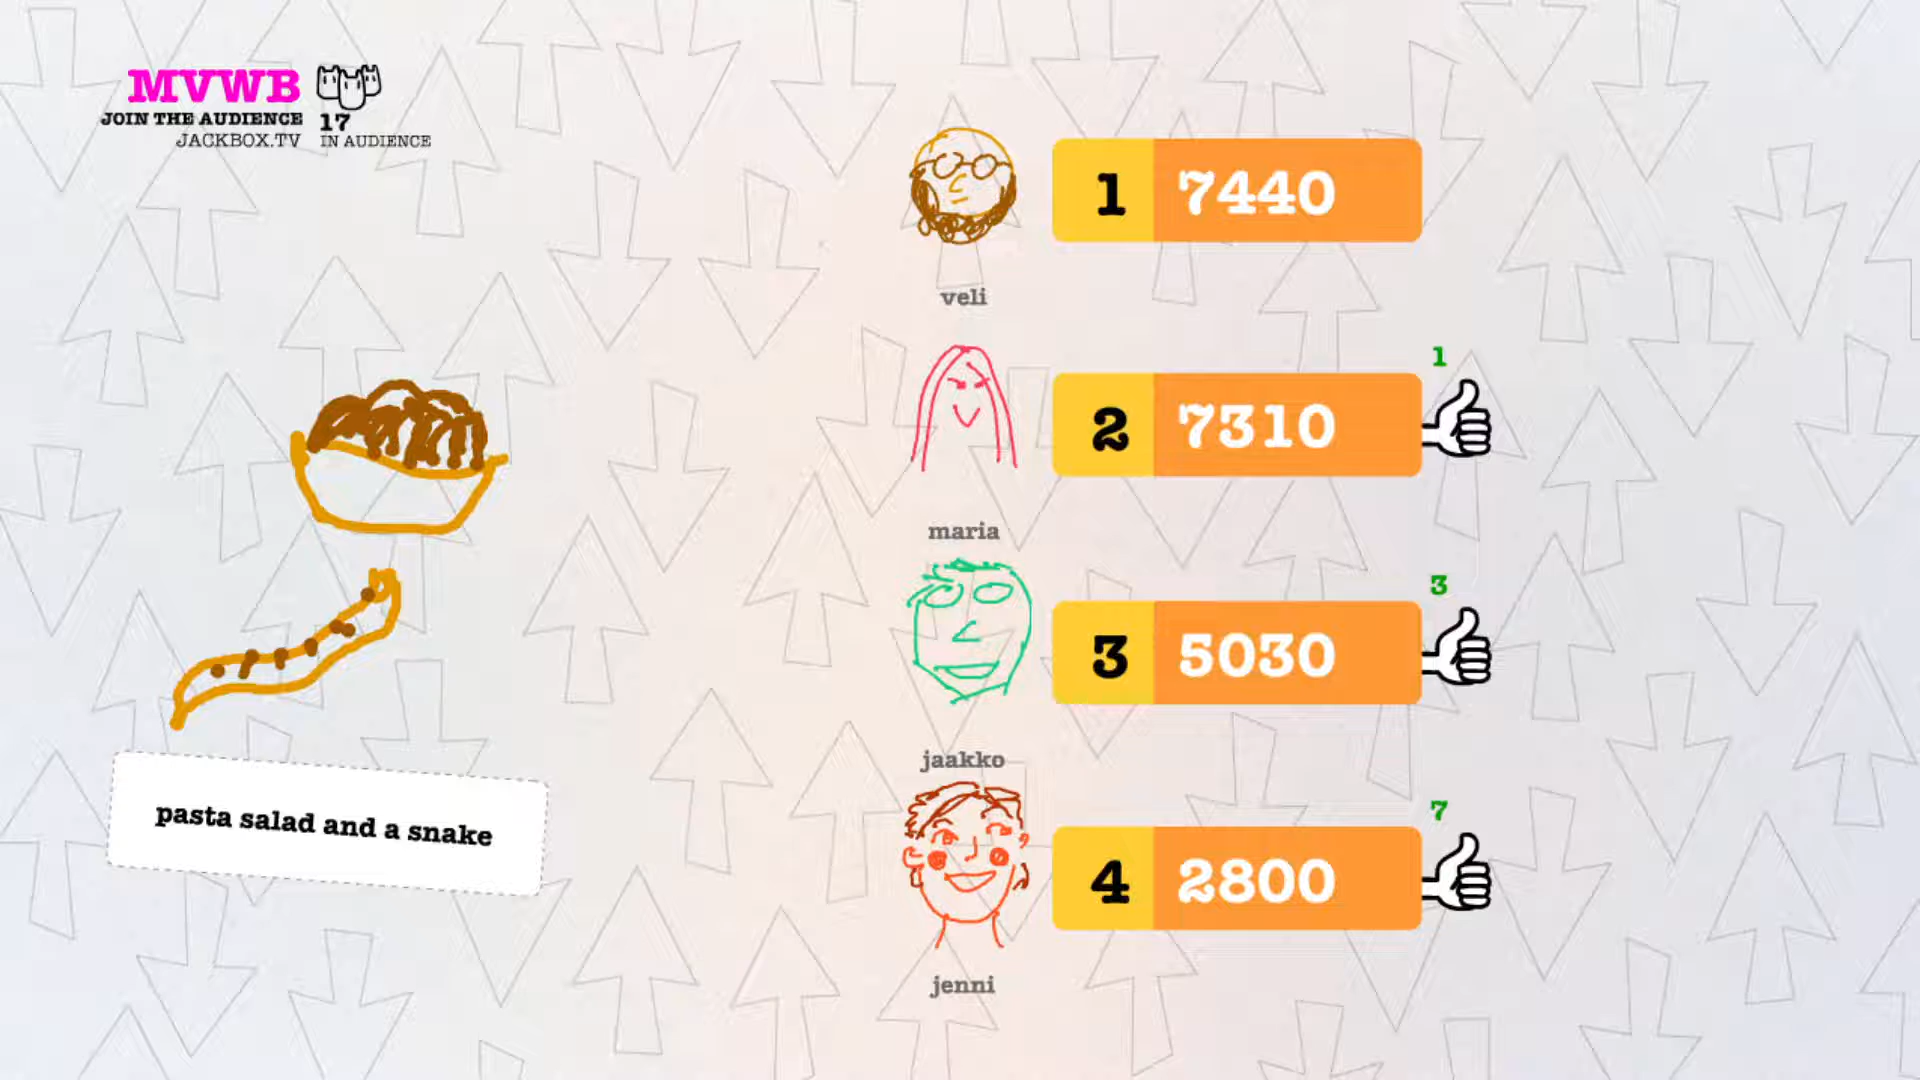 MVWB
JOIN THE AUDIENCE
JACKBOX.TV
17
IN AUDIENCE
pasta salad and a snake
1 7440
veli
2 7310
1
maria
3 5030
3
jaakko
4 2800
7
jenni